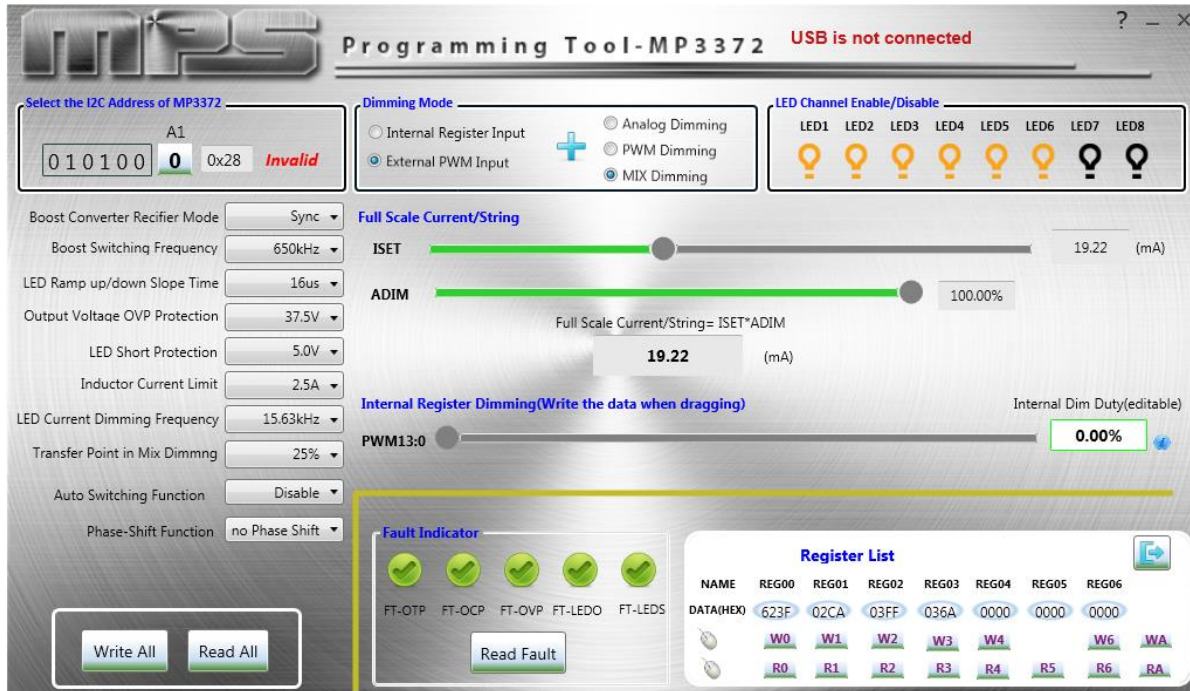 ? _ ×
mps
Programming Tool-MP3372 USB is not connected
Select the I2C Address of MP3372
A1
010100 0 0x28 Invalid
Dimming Mode
Internal Register Input
External PWM Input
Analog Dimming
PWM Dimming
MIX Dimming
LED Channel Enable/Disable
LED1 LED2 LED3 LED4 LED5 LED6 LED7 LED8
Boost Converter Recifier Mode Sync
Boost Switching Frequency 650kHz
LED Ramp up/down Slope Time 16us
Output Voltage OVP Protection 37.5V
LED Short Protection 5.0V
Inductor Current Limit 2.5A
LED Current Dimming Frequency 15.63kHz
Transfer Point in Mix Dimmng 25%
Auto Switching Function Disable
Phase-Shift Function no Phase Shift
Write All Read All
Full Scale Current/String
ISET 19.22 (mA)
ADIM 100.00%
Full Scale Current/String= ISET*ADIM
19.22 (mA)
Internal Register Dimming(Write the data when dragging) Internal Dim Duty(editable)
PWM13:0 0.00%
Fault Indicator
FT-OTP FT-OCP FT-OVP FT-LEDO FT-LEDS
Read Fault
Register List
NAME REG00 REG01 REG02 REG03 REG04 REG05 REG06
DATA(HEX) 623F 02CA 03FF 036A 0000 0000 0000
W0 W1 W2 W3 W4 W6 WA
R0 R1 R2 R3 R4 R5 R6 RA